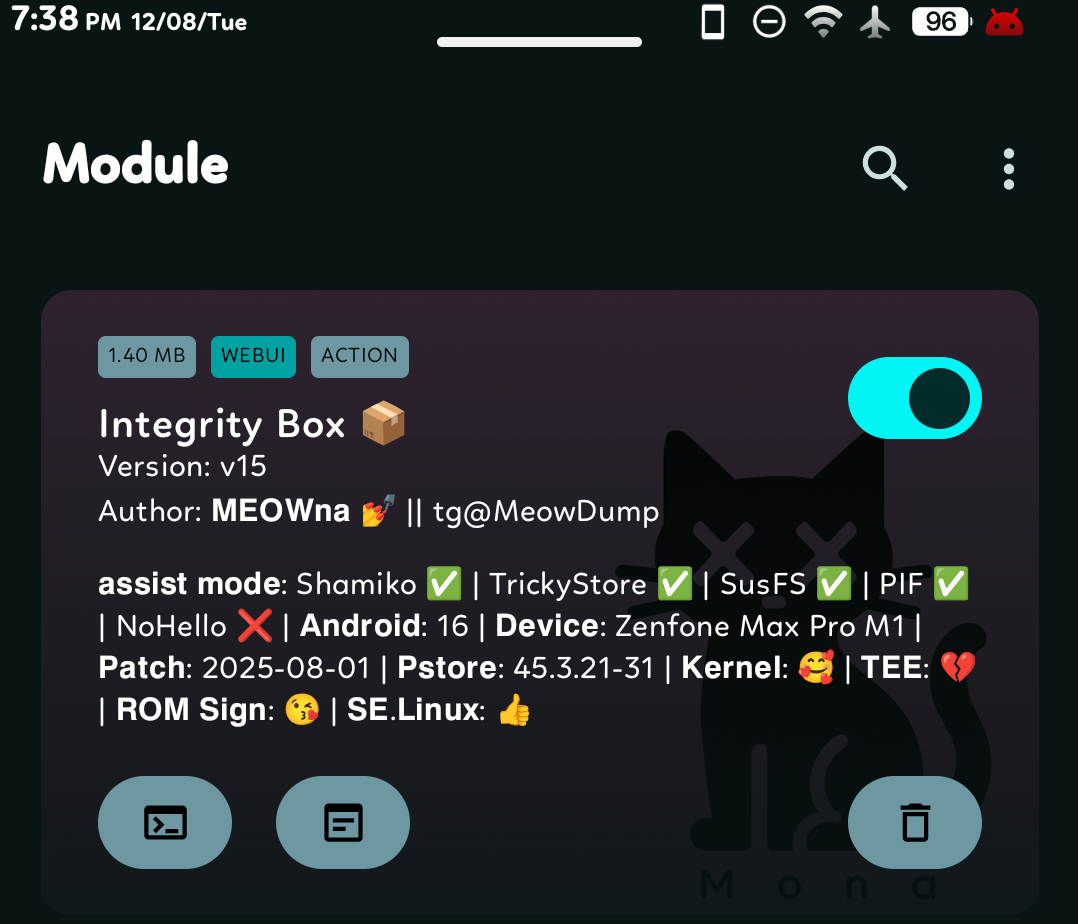 7:38 PM 12/08/Tue
96
Module
1.40 MB WEBUI ACTION
Integrity Box 📦
Version: v15
Author: MEOWna 💅 || tg@MeowDump
assist mode: Shamiko ✅ | TrickyStore ✅ | SusFS ✅ | PIF ✅
| NoHello ❌ | Android: 16 | Device: Zenfone Max Pro M1 |
Patch: 2025-08-01 | Pstore: 45.3.21-31 | Kernel: 🥰 | TEE: 💔
| ROM Sign: 😘 | SE.Linux: 👍
Mona